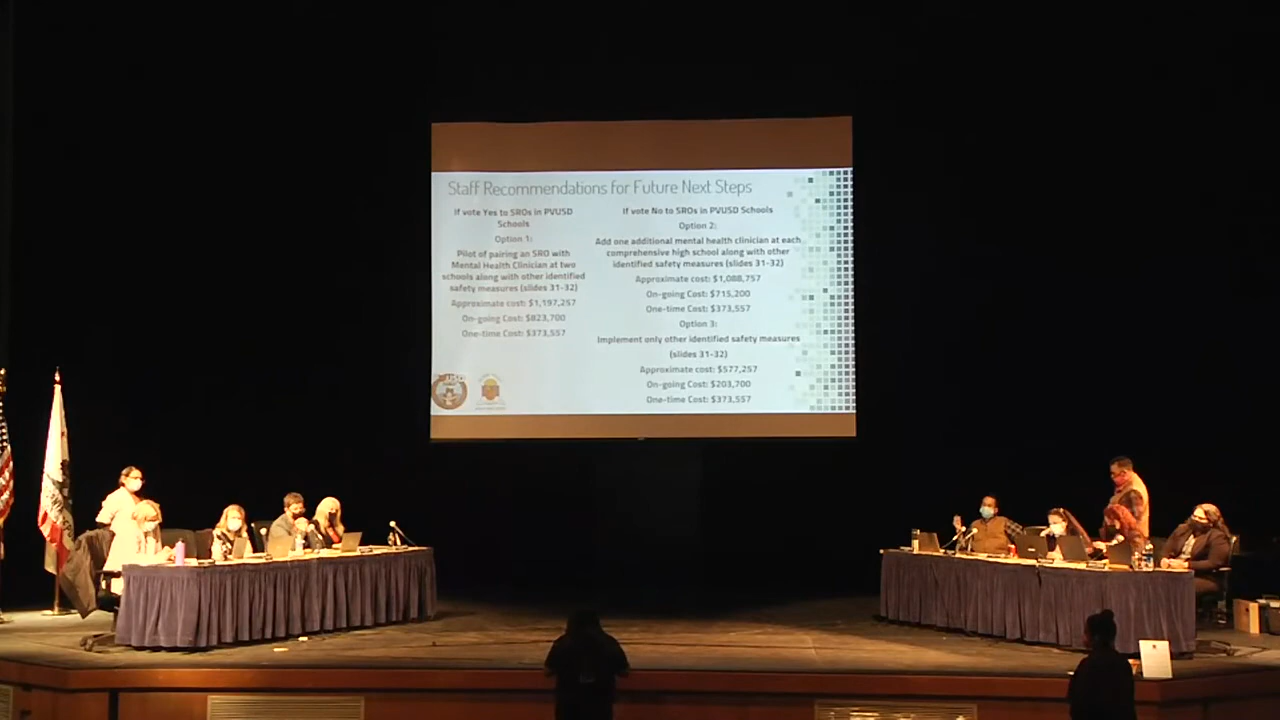 Staff Recommendations for Future Next Steps
If vote Yes to SROs in PVUSD
Schools
Option 1:
Pilot of pairing an SRO with
Mental Health Clinician at two
schools along with other identified
safety measures (slides 31-32)
Approximate cost: $1,197,257
On-going Cost: $823,700
One-time Cost: $373,557
If vote No to SROs in PVUSD Schools
Option 2:
Add one additional mental health clinician at each
comprehensive high school along with other
identified safety measures (slides 31-32)
Approximate cost: $1,088,757
On-going Cost: $715,200
One-time Cost: $373,557
Option 3:
Implement only other identified safety measures
(slides 31-32)
Approximate cost: $577,257
On-going Cost: $203,700
One-time Cost: $373,557